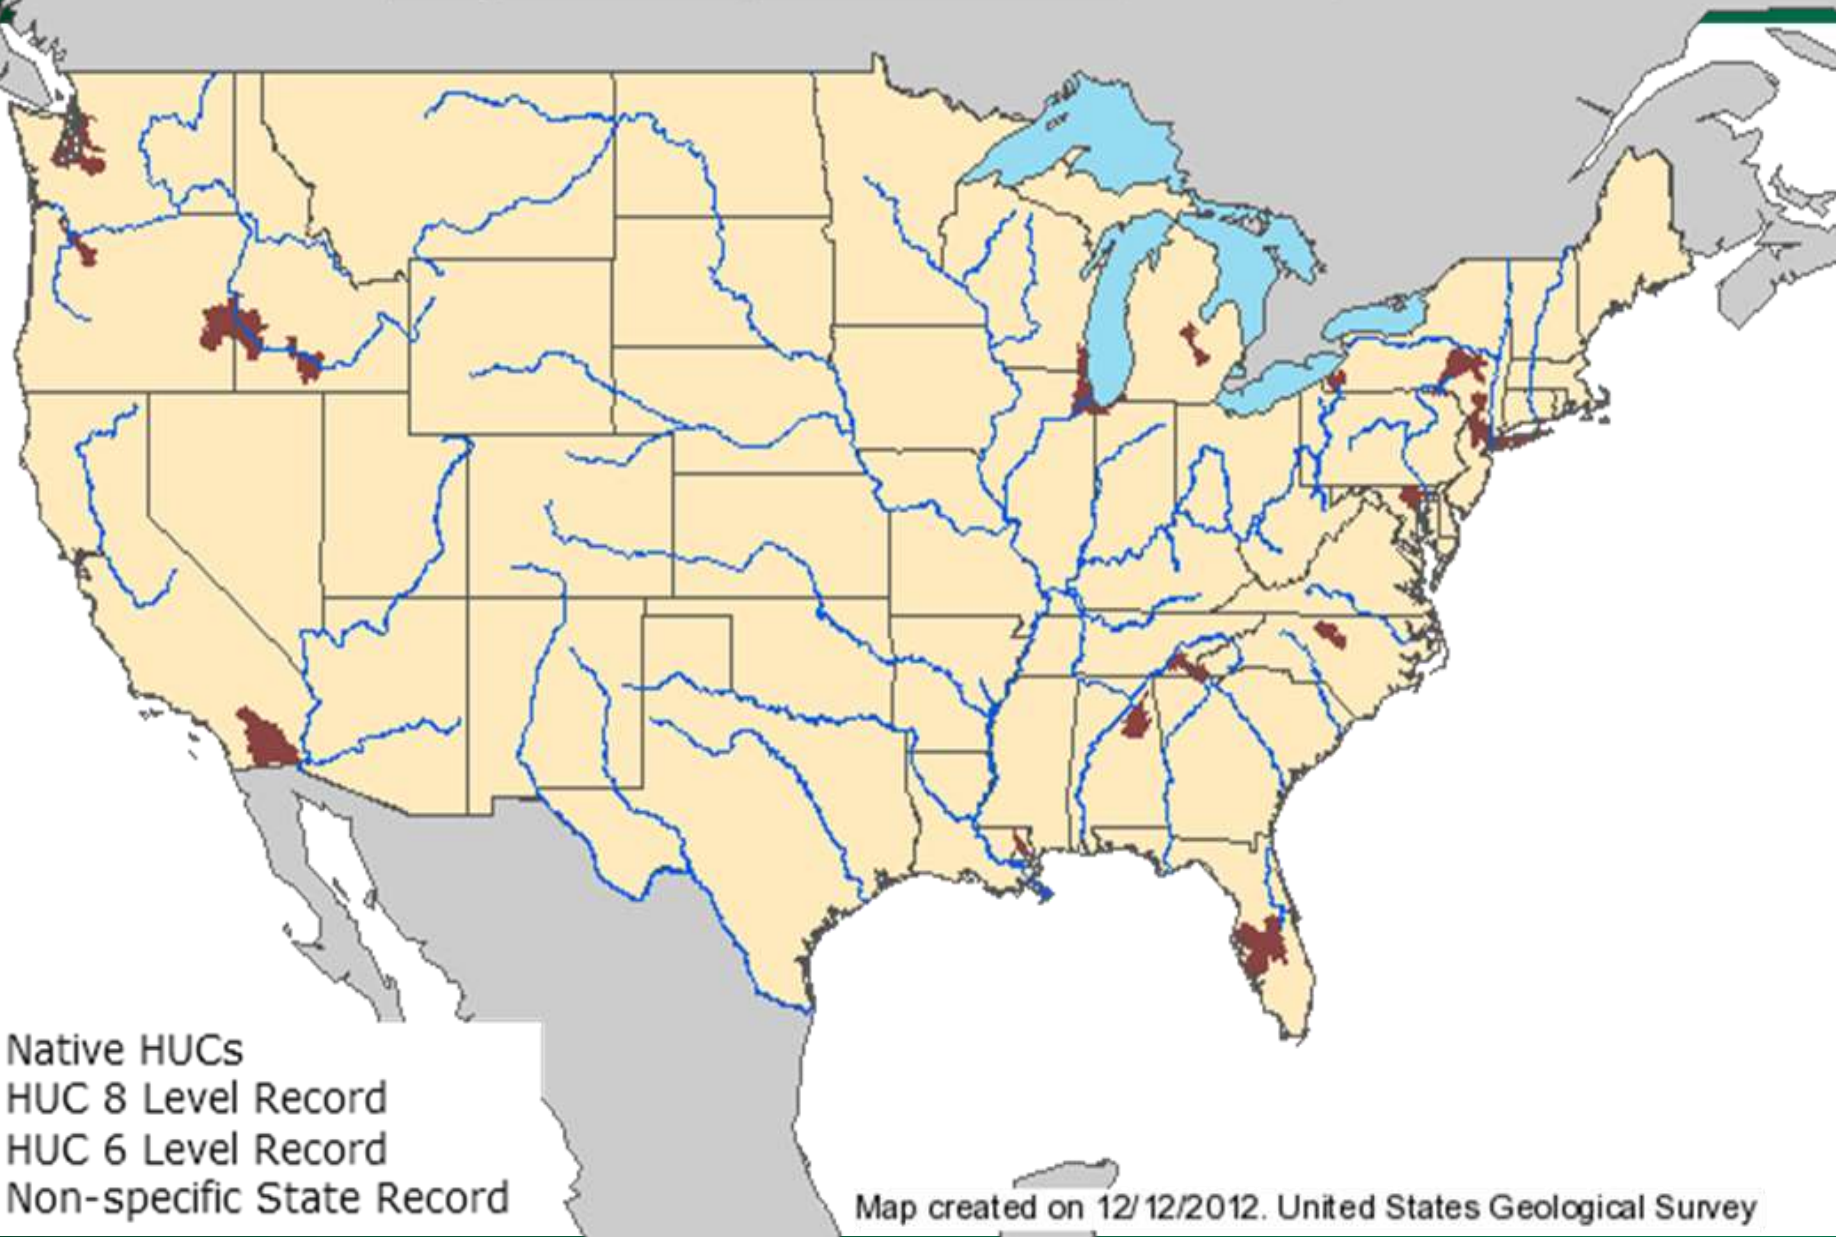 Native HUCs
HUC 8 Level Record
HUC 6 Level Record
Non-specific State Record
Map created on 12/12/2012. United States Geological Survey